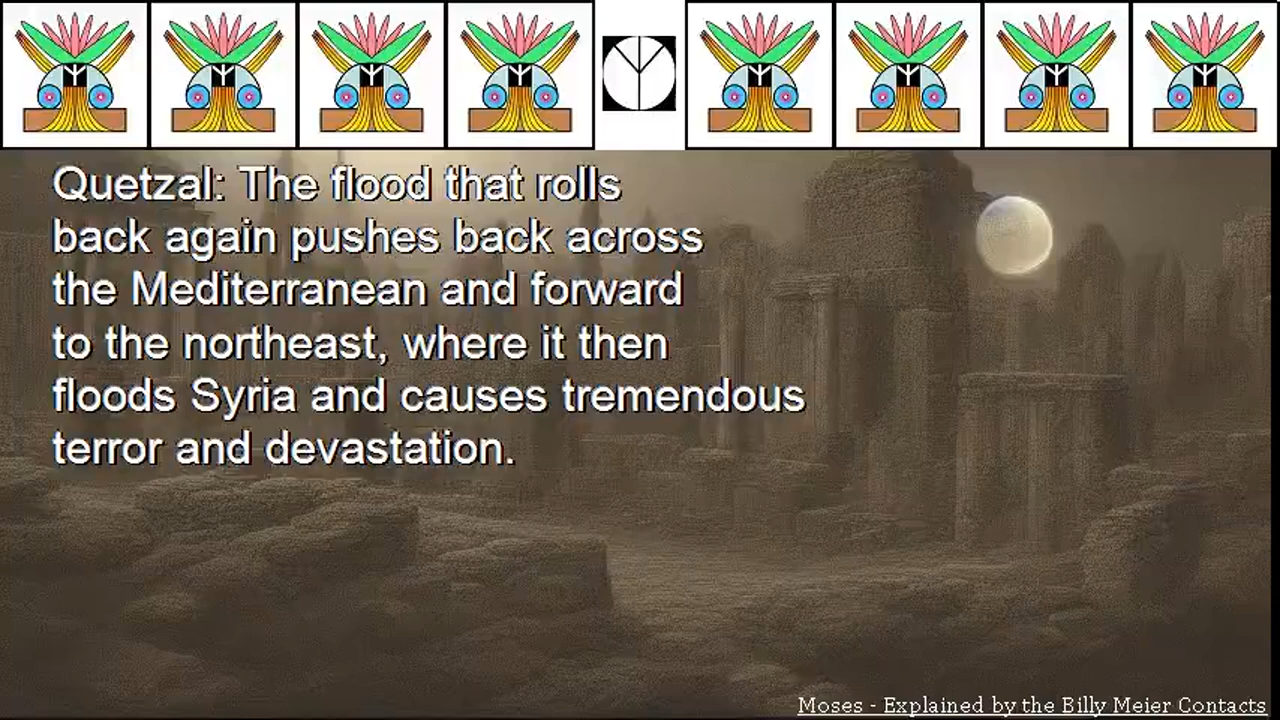 Quetzal: The flood that rolls
back again pushes back across
the Mediterranean and forward
to the northeast, where it then
floods Syria and causes tremendous
terror and devastation.
Moses - Explained by the Billy Meier Contacts